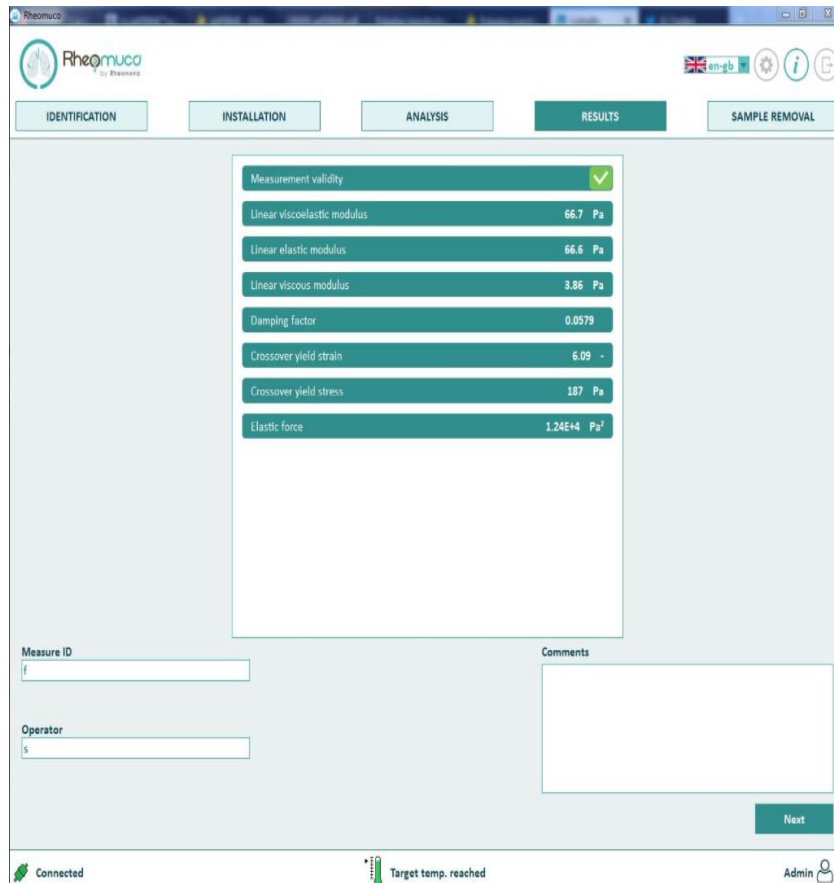 Rheomuco
Rheomuco
by Rheonova
en-gb
i
IDENTIFICATION INSTALLATION ANALYSIS RESULTS SAMPLE REMOVAL
Measurement validity
Linear viscoelastic modulus 66.7 Pa
Linear elastic modulus 66.6 Pa
Linear viscous modulus 3.86 Pa
Damping factor 0.0579
Crossover yield strain 6.09 -
Crossover yield stress 187 Pa
Elastic force 1.24E+4 Pa²
Measure ID
f
Comments
Operator
s
Next
Connected Target temp. reached Admin